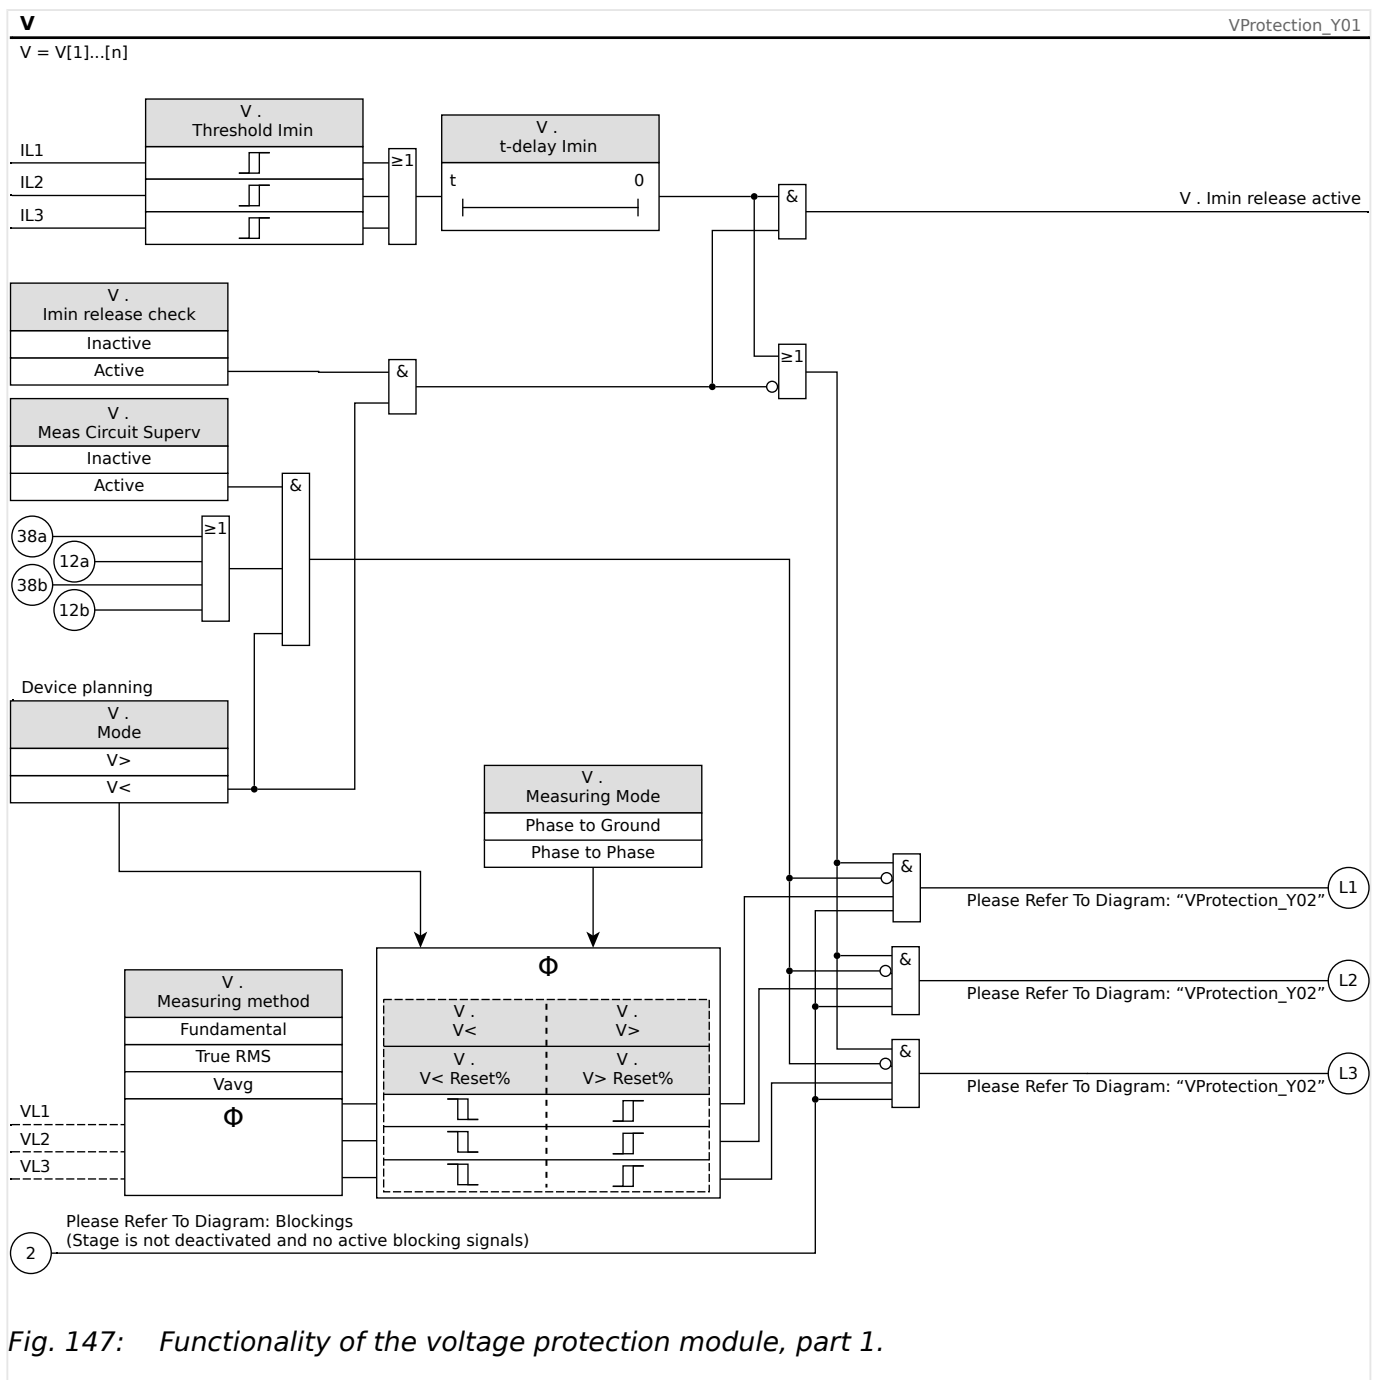 V
VProtection_Y01
V = V[1]...[n]
V .
Threshold Imin
IL1
IL2
IL3
≥1
V .
t-delay Imin
t
0
&
V . Imin release active
V .
Imin release check
Inactive
Active
&
≥1
V .
Meas Circuit Superv
Inactive
Active
&
38a
12a
38b
12b
≥1
Device planning
V .
Mode
V>
V<
V .
Measuring Mode
Phase to Ground
Phase to Phase
&
L1
Please Refer To Diagram: “VProtection_Y02”
&
L2
Please Refer To Diagram: “VProtection_Y02”
&
L3
Please Refer To Diagram: “VProtection_Y02”
V .
Measuring method
Fundamental
True RMS
Vavg
Φ
VL1
VL2
VL3
Φ
V .
V<
V .
V>
V .
V< Reset%
V .
V> Reset%
Please Refer To Diagram: Blockings
(Stage is not deactivated and no active blocking signals)
2
Fig. 147: Functionality of the voltage protection module, part 1.